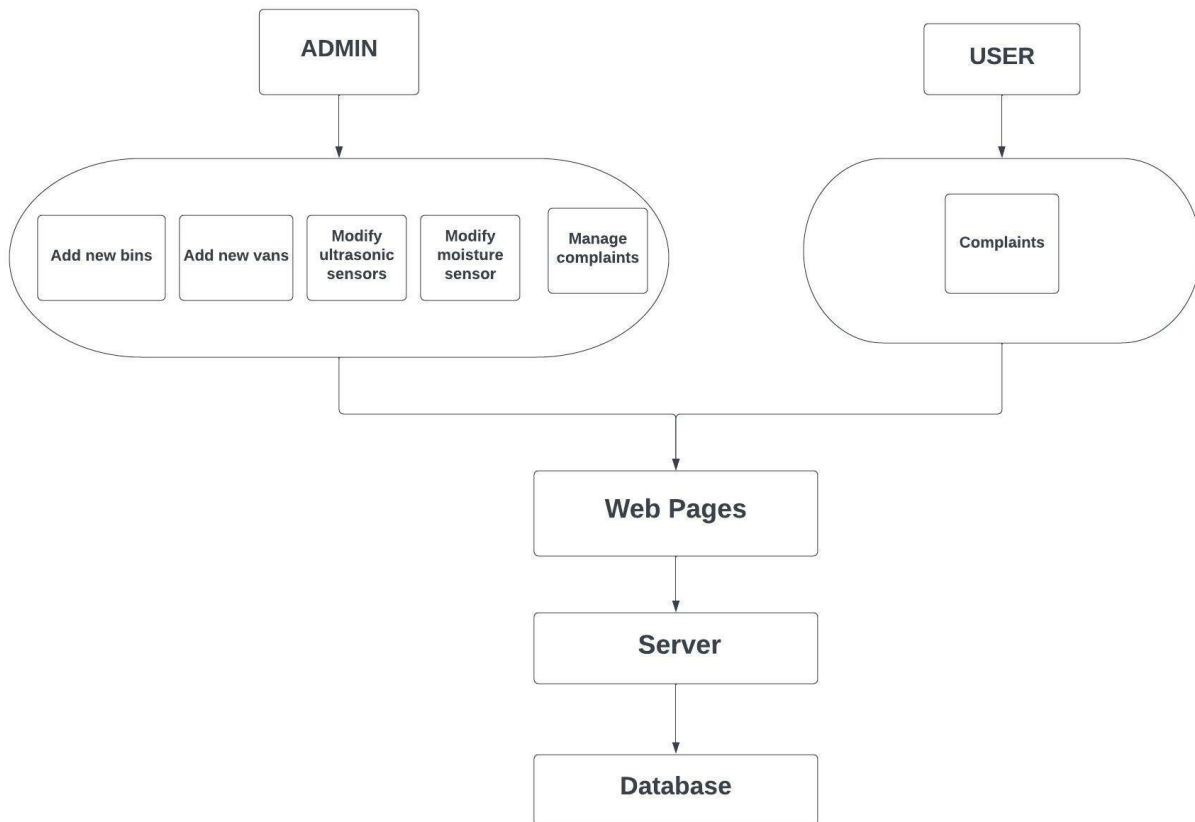 ADMIN
USER
Add new bins
Add new vans
Modify
ultrasonic
sensors
Modify
moisture
sensor
Manage
complaints
Complaints
Web Pages
Server
Database